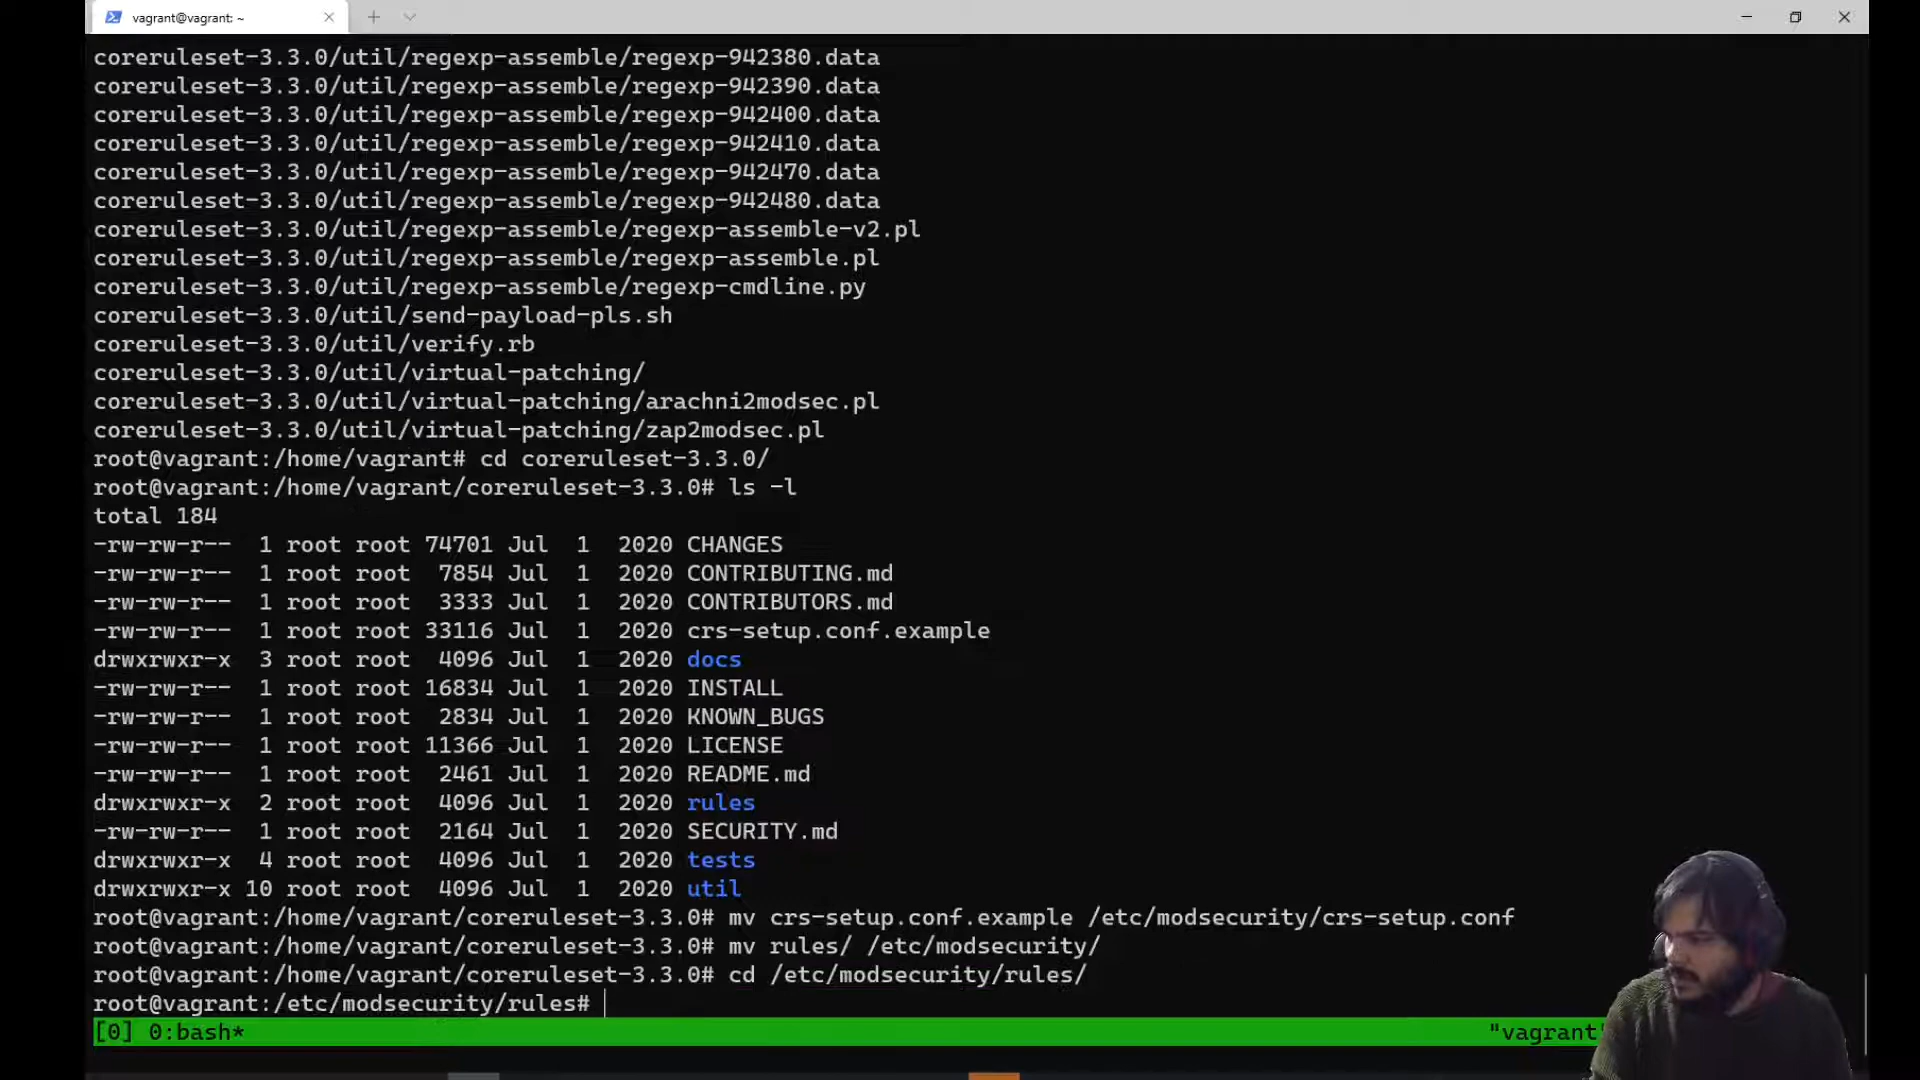 vagrant@vagrant: ~
coreruleset-3.3.0/util/regexp-assemble/regexp-942380.data
coreruleset-3.3.0/util/regexp-assemble/regexp-942390.data
coreruleset-3.3.0/util/regexp-assemble/regexp-942400.data
coreruleset-3.3.0/util/regexp-assemble/regexp-942410.data
coreruleset-3.3.0/util/regexp-assemble/regexp-942470.data
coreruleset-3.3.0/util/regexp-assemble/regexp-942480.data
coreruleset-3.3.0/util/regexp-assemble/regexp-assemble-v2.pl
coreruleset-3.3.0/util/regexp-assemble/regexp-assemble.pl
coreruleset-3.3.0/util/regexp-assemble/regexp-cmdline.py
coreruleset-3.3.0/util/send-payload-pls.sh
coreruleset-3.3.0/util/verify.rb
coreruleset-3.3.0/util/virtual-patching/
coreruleset-3.3.0/util/virtual-patching/arachni2modsec.pl
coreruleset-3.3.0/util/virtual-patching/zap2modsec.pl
root@vagrant:/home/vagrant# cd coreruleset-3.3.0/
root@vagrant:/home/vagrant/coreruleset-3.3.0# ls -l
total 184
-rw-rw-r--  1 root root 74701 Jul  1  2020 CHANGES
-rw-rw-r--  1 root root  7854 Jul  1  2020 CONTRIBUTING.md
-rw-rw-r--  1 root root  3333 Jul  1  2020 CONTRIBUTORS.md
-rw-rw-r--  1 root root 33116 Jul  1  2020 crs-setup.conf.example
drwxrwxr-x  3 root root  4096 Jul  1  2020 docs
-rw-rw-r--  1 root root 16834 Jul  1  2020 INSTALL
-rw-rw-r--  1 root root  2834 Jul  1  2020 KNOWN_BUGS
-rw-rw-r--  1 root root 11366 Jul  1  2020 LICENSE
-rw-rw-r--  1 root root  2461 Jul  1  2020 README.md
drwxrwxr-x  2 root root  4096 Jul  1  2020 rules
-rw-rw-r--  1 root root  2164 Jul  1  2020 SECURITY.md
drwxrwxr-x  4 root root  4096 Jul  1  2020 tests
drwxrwxr-x 10 root root  4096 Jul  1  2020 util
root@vagrant:/home/vagrant/coreruleset-3.3.0# mv crs-setup.conf.example /etc/modsecurity/crs-setup.conf
root@vagrant:/home/vagrant/coreruleset-3.3.0# mv rules/ /etc/modsecurity/
root@vagrant:/home/vagrant/coreruleset-3.3.0# cd /etc/modsecurity/rules/
root@vagrant:/etc/modsecurity/rules#
[0] 0:bash* "vagrant"